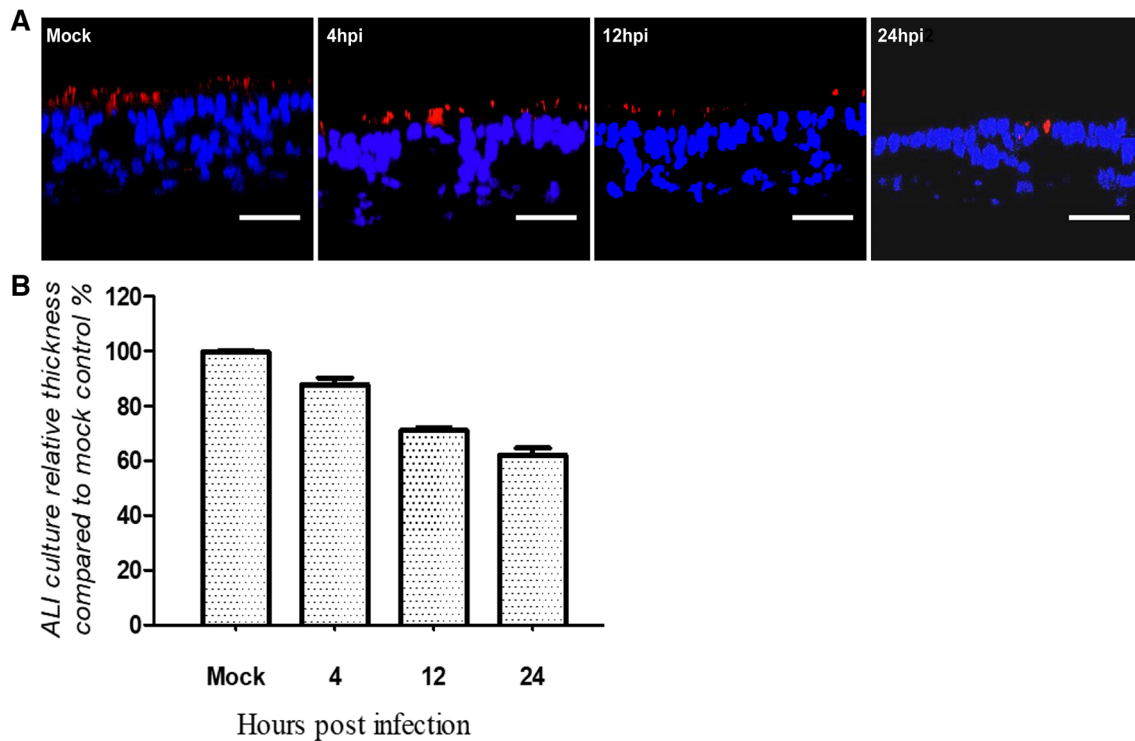 A
Mock
4hpi
12hpi
24hpi2
B
ALI culture relative thickness
compared to mock control %
120
100
80
60
40
20
0
Mock 4 12 24
Hours post infection